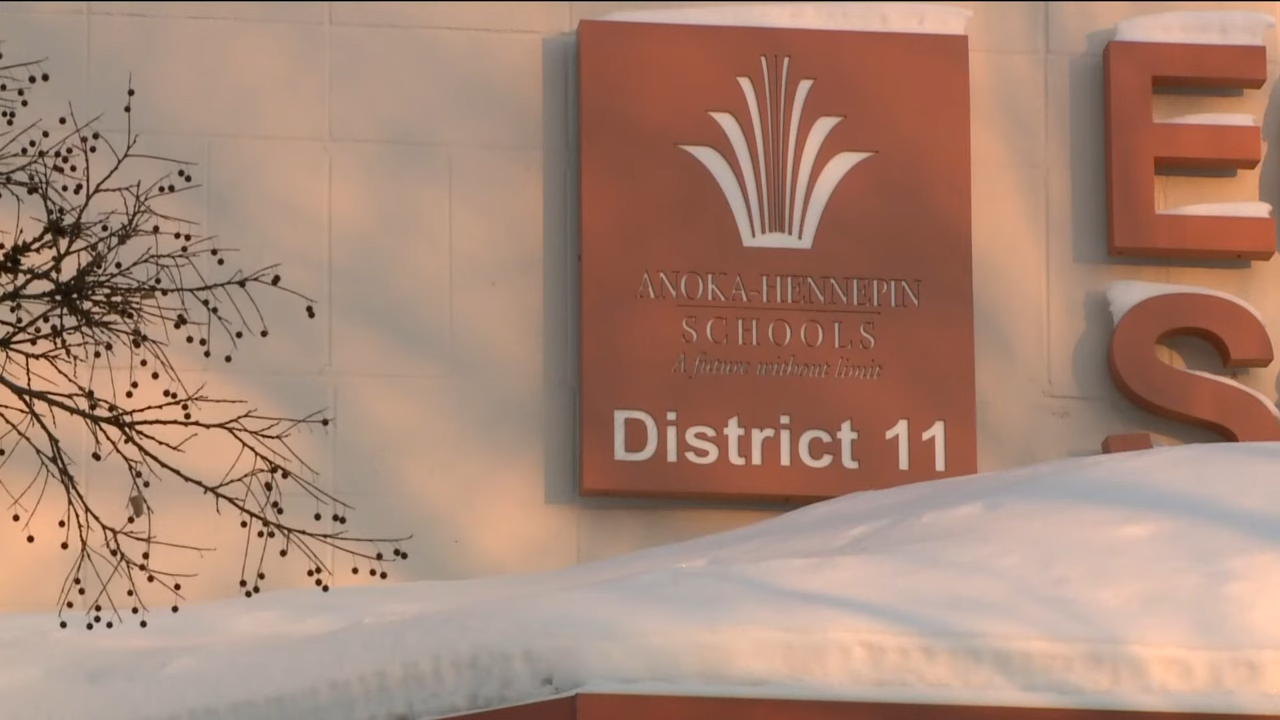 ANOKA-HENNEPIN
SCHOOLS
A future without limit
District 11
E
S